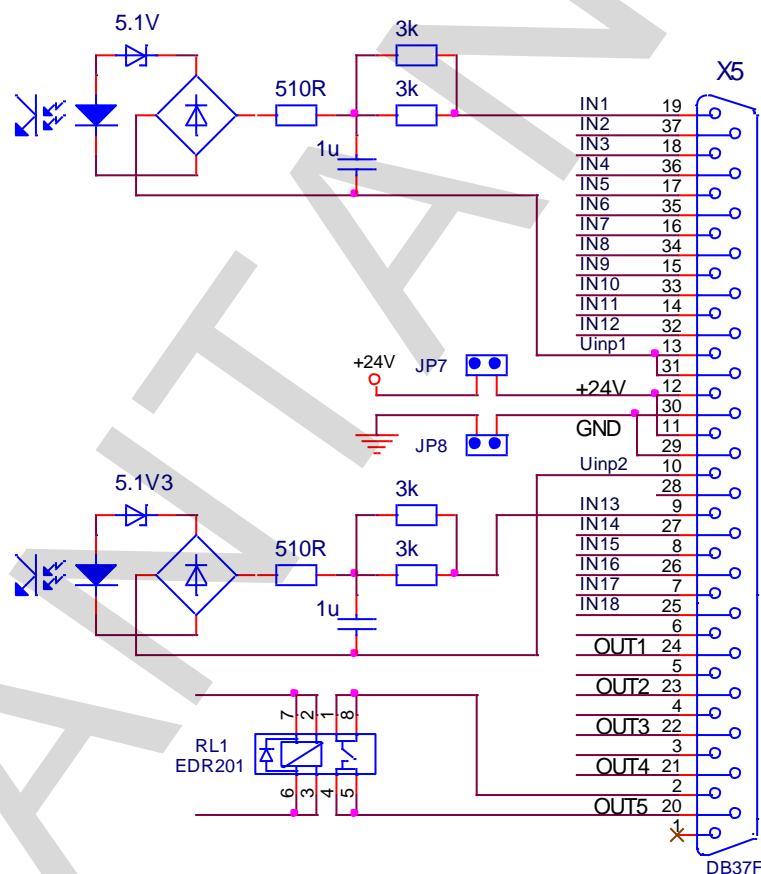 5.1V
3k
X5
510R
3k
1u
IN1 19
IN2 37
IN3 18
IN4 36
IN5 17
IN6 35
IN7 16
IN8 34
IN9 15
IN10 33
IN11 14
IN12 32
Uinp1 13
31
+24V JP7
+24V 12
30
GND 11
JP8
29
Uinp2 10
28
5.1V3
3k
IN13 9
IN14 27
510R
3k
IN15 8
IN16 26
IN17 7
1u
IN18 25
6
OUT1 24
5
OUT2 23
4
7 2 1 8
OUT3 22
RL1
EDR201
3
OUT4 21
6 3 4 5
2
OUT5 20
1
DB37F